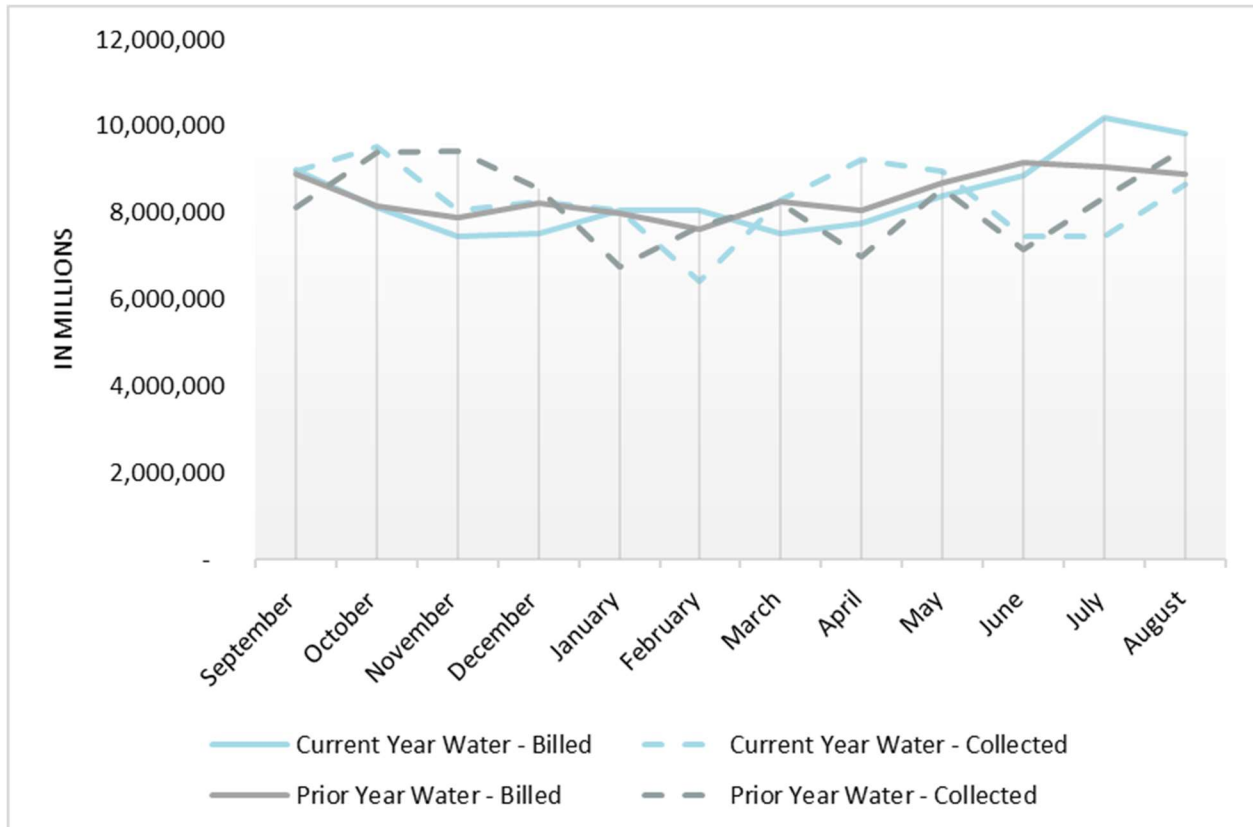 12,000,000
10,000,000
8,000,000
6,000,000
4,000,000
2,000,000
-
IN MILLIONS
September
October
November
December
January
February
March
April
May
June
July
August
Current Year Water - Billed
Current Year Water - Collected
Prior Year Water - Billed
Prior Year Water - Collected